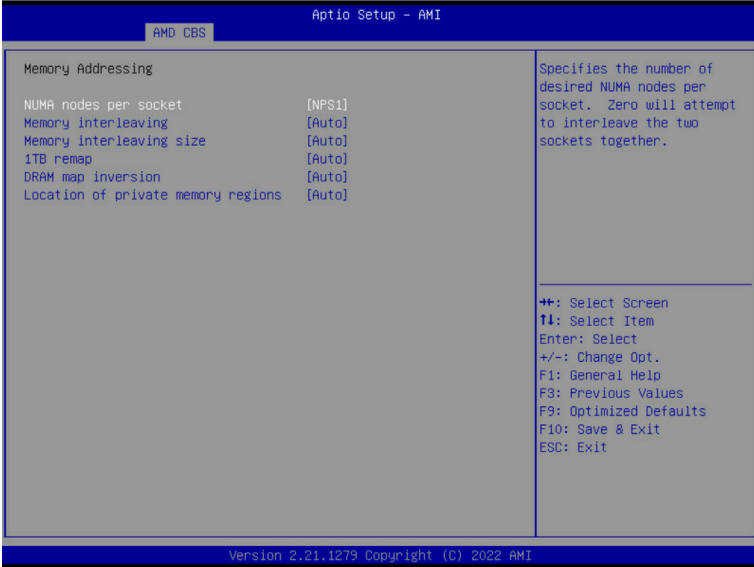 Aptio Setup – AMI
AMD CBS
Memory Addressing
NUMA nodes per socket [NPS1]
Memory interleaving [Auto]
Memory interleaving size [Auto]
1TB remap [Auto]
DRAM map inversion [Auto]
Location of private memory regions [Auto]
Specifies the number of
desired NUMA nodes per
socket.  Zero will attempt
to interleave the two
sockets together.
→←: Select Screen
↑↓: Select Item
Enter: Select
+/-: Change Opt.
F1: General Help
F3: Previous Values
F9: Optimized Defaults
F10: Save & Exit
ESC: Exit
Version 2.21.1279 Copyright (C) 2022 AMI